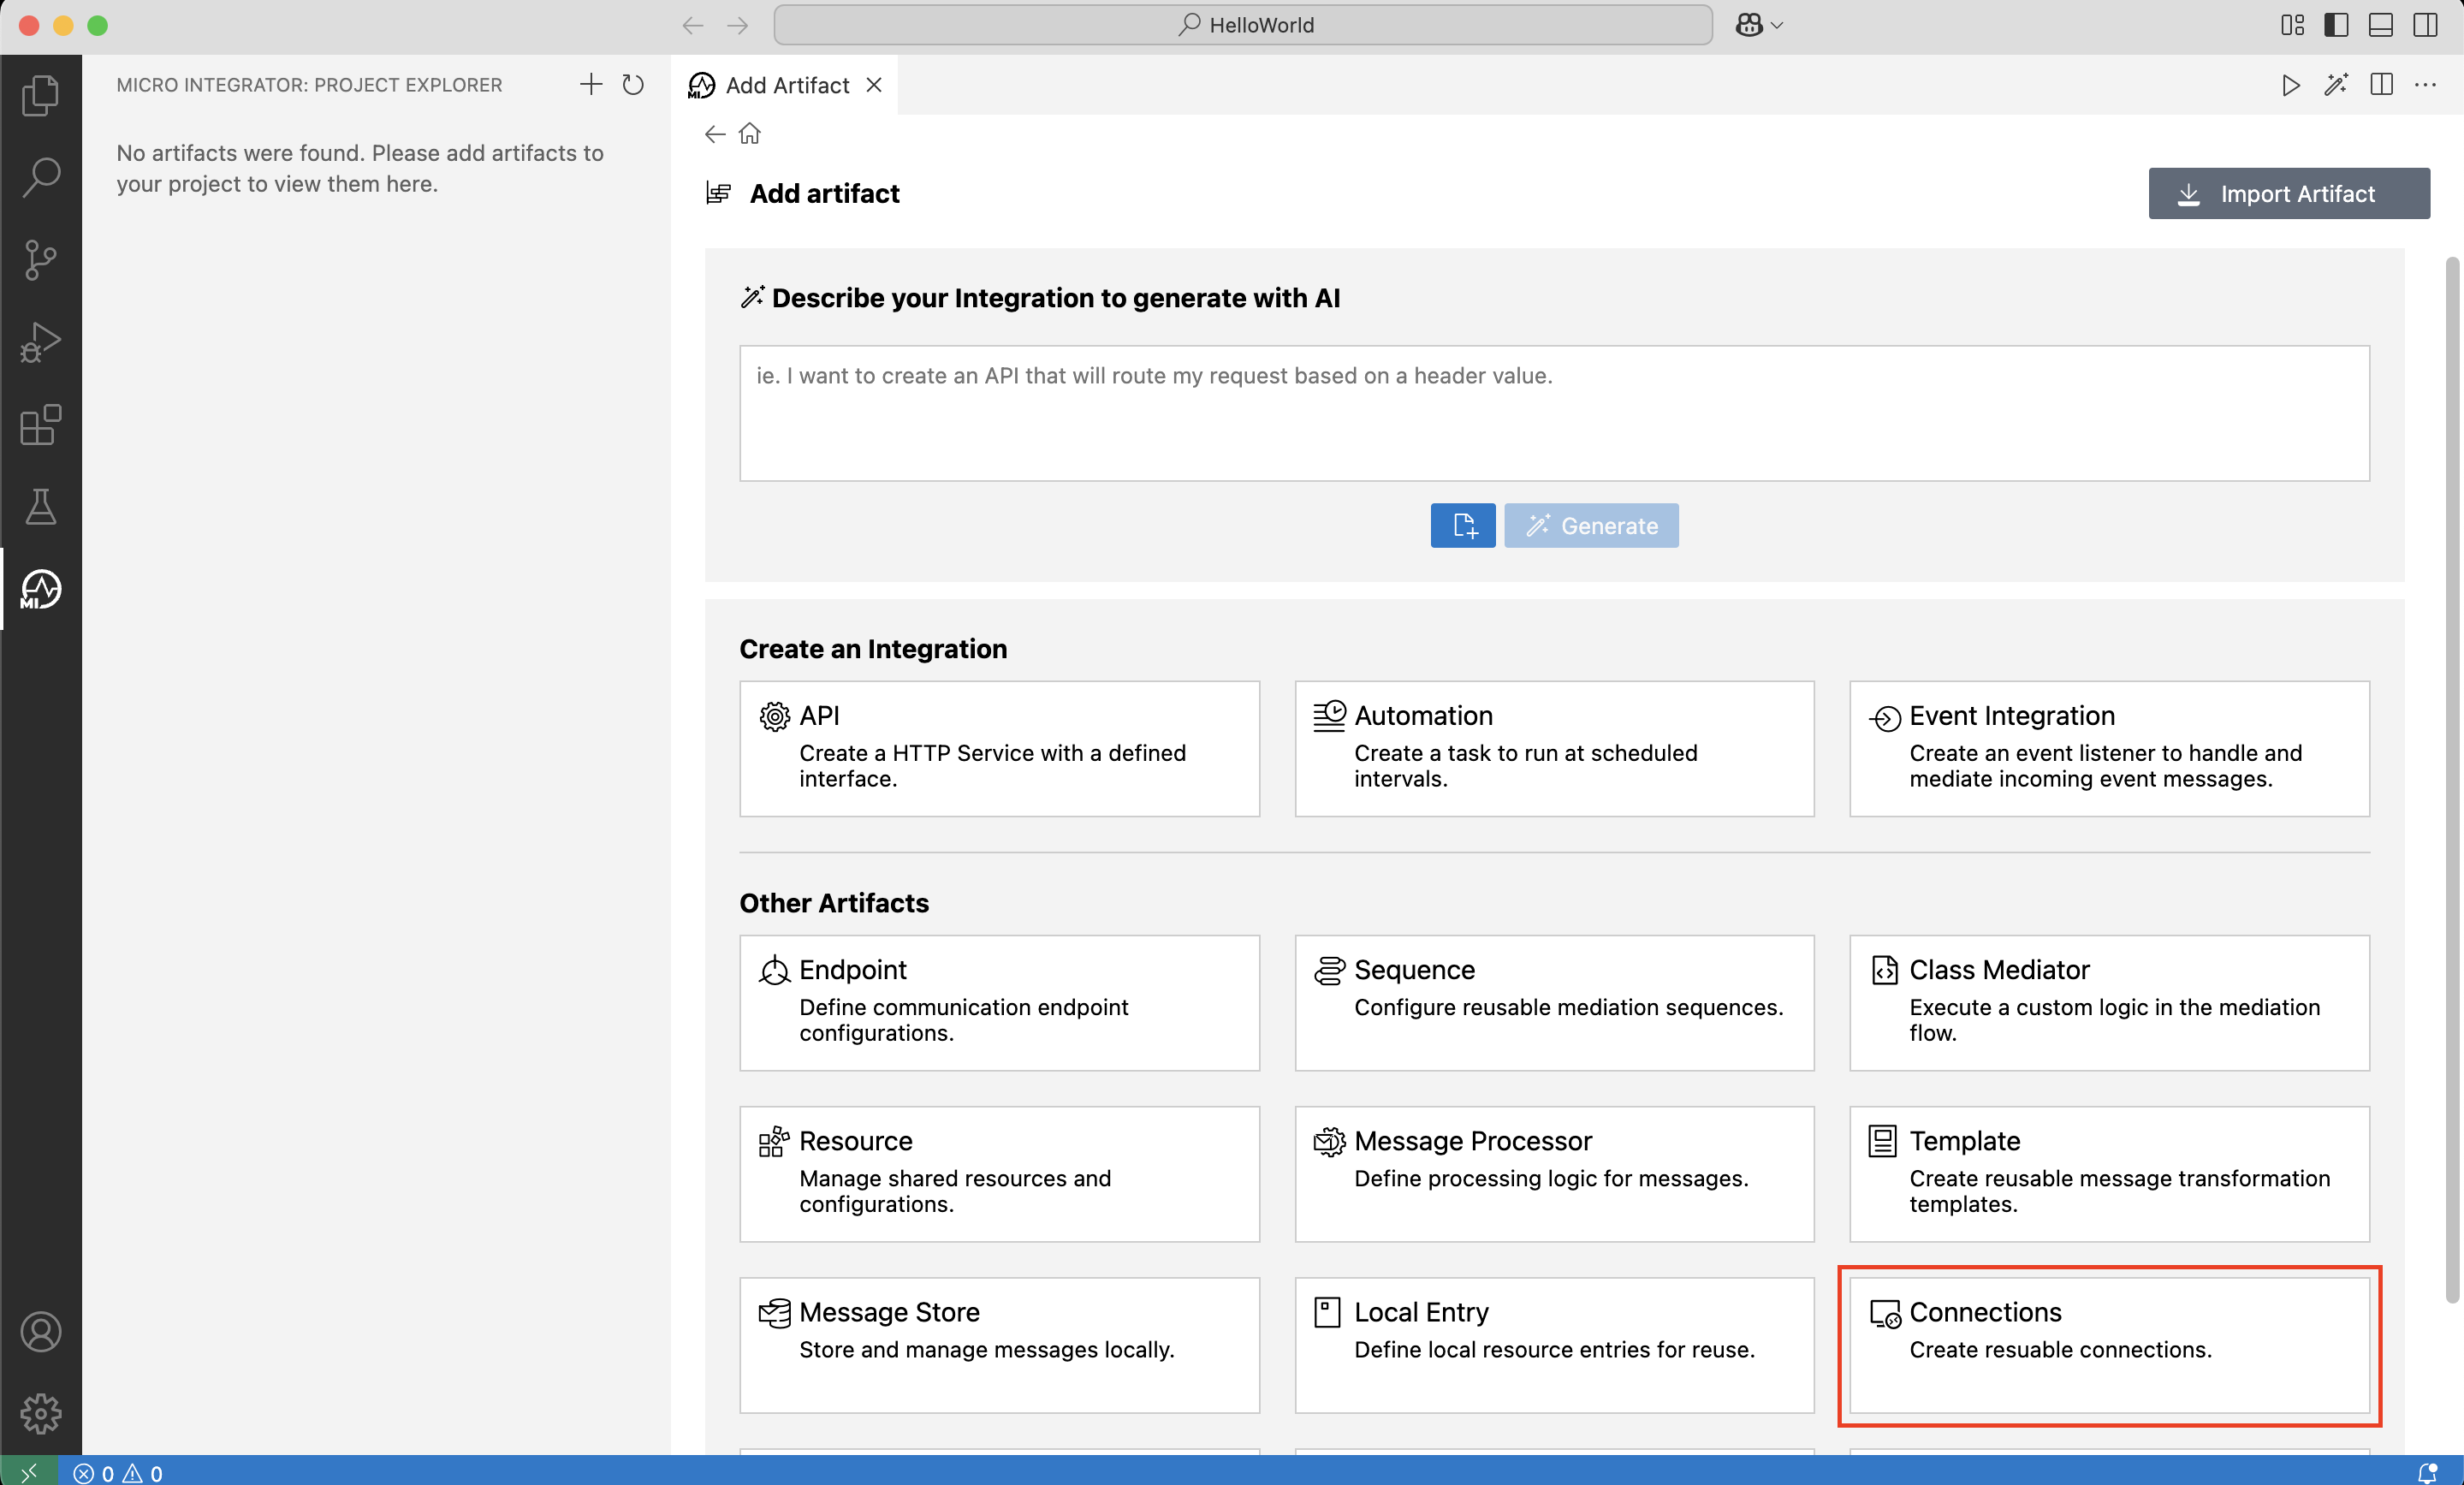 HelloWorld
MICRO INTEGRATOR: PROJECT EXPLORER
Add Artifact
No artifacts were found. Please add artifacts to
your project to view them here.
Add artifact
Import Artifact
Describe your Integration to generate with AI
ie. I want to create an API that will route my request based on a header value.
Generate
MI
Create an Integration
API
Create a HTTP Service with a defined
interface.
Automation
Create a task to run at scheduled
intervals.
Event Integration
Create an event listener to handle and
mediate incoming event messages.
Other Artifacts
Endpoint
Define communication endpoint
configurations.
Sequence
Configure reusable mediation sequences.
Class Mediator
Execute a custom logic in the mediation
flow.
Resource
Manage shared resources and
configurations.
Message Processor
Define processing logic for messages.
Template
Create reusable message transformation
templates.
Message Store
Store and manage messages locally.
Local Entry
Define local resource entries for reuse.
Connections
Create resuable connections.
0 0